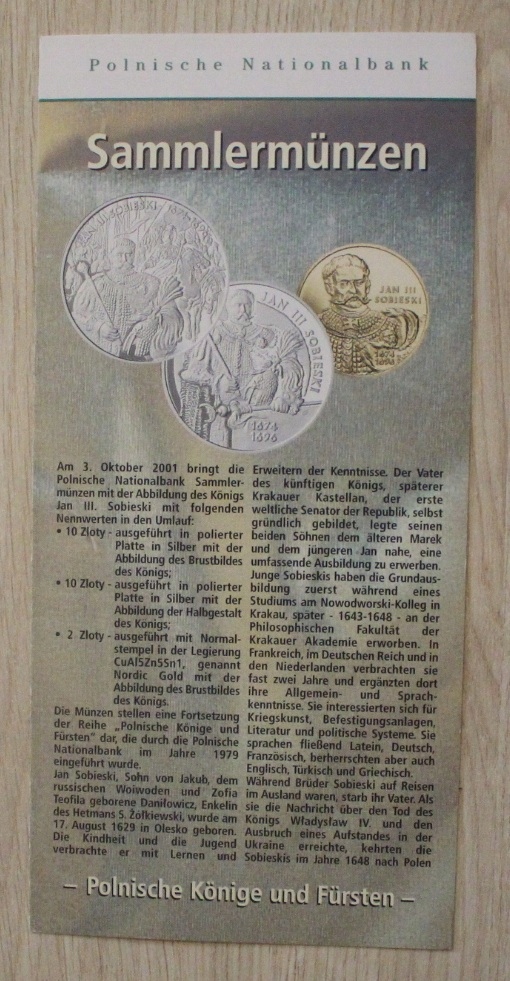 Polnische Nationalbank
Sammlermünzen
JAN III SOBIESKI 1674-1696
JAN III SOBIESKI
1674
1696
JAN III
SOBIESKI
1674
1696
Am 3. Oktober 2001 bringt die
Polnische Nationalbank Sammler-
münzen mit der Abbildung des Königs
Jan III. Sobieski mit folgenden
Nennwerten in den Umlauf:
• 10 Zloty - ausgeführt in polierter
Platte in Silber mit der
Abbildung des Brustbildes
des Königs;
• 10 Zloty - ausgeführt in polierter
Platte in Silber mit der
Abbildung der Halbgestalt
des Königs;
• 2 Zloty - ausgeführt mit Normal-
stempel in der Legierung
CuAl5Zn5Sn1, genannt
Nordic Gold mit der
Abbildung des Brustbildes
des Königs.
Die Münzen stellen eine Fortsetzung
der Reihe „Polnische Könige und
Fürsten" dar, die durch die Polnische
Nationalbank im Jahre 1979
eingeführt wurde.
Jan Sobieski, Sohn von Jakub, dem
russischen Woiwoden und Zofia
Teofila geborene Daniłowicz, Enkelin
des Hetmans S. Żółkiewski, wurde am
17. August 1629 in Olesko geboren.
Die Kindheit und die Jugend
verbrachte er mit Lernen und
Erweitern der Kenntnisse. Der Vater
des künftigen Königs, späterer
Krakauer Kastellan, der erste
weltliche Senator der Republik, selbst
gründlich gebildet, legte seinen
beiden Söhnen dem älteren Marek
und dem jüngeren Jan nahe, eine
umfassende Ausbildung zu erwerben.
Junge Sobieskis haben die Grundaus-
bildung zuerst während eines
Studiums am Nowodworski-Kolleg in
Krakau, später - 1643-1648 - an der
Philosophischen Fakultät der
Krakauer Akademie erworben. In
Frankreich, im Deutschen Reich und in
den Niederlanden verbrachten sie
fast zwei Jahre und ergänzten dort
ihre Allgemein- und Sprach-
kenntnisse. Sie interessierten sich für
Kriegskunst, Befestigungsanlagen,
Literatur und politische Systeme. Sie
sprachen fließend Latein, Deutsch,
Französisch, berherrschten aber auch
Englisch, Türkisch und Griechisch.
Während Brüder Sobieski auf Reisen
im Ausland waren, starb ihr Vater. Als
sie die Nachricht über den Tod des
Königs Władysław IV. und den
Ausbruch eines Aufstandes in der
Ukraine erreichte, kehrten die
Sobieskis im Jahre 1648 nach Polen
– Polnische Könige und Fürsten –